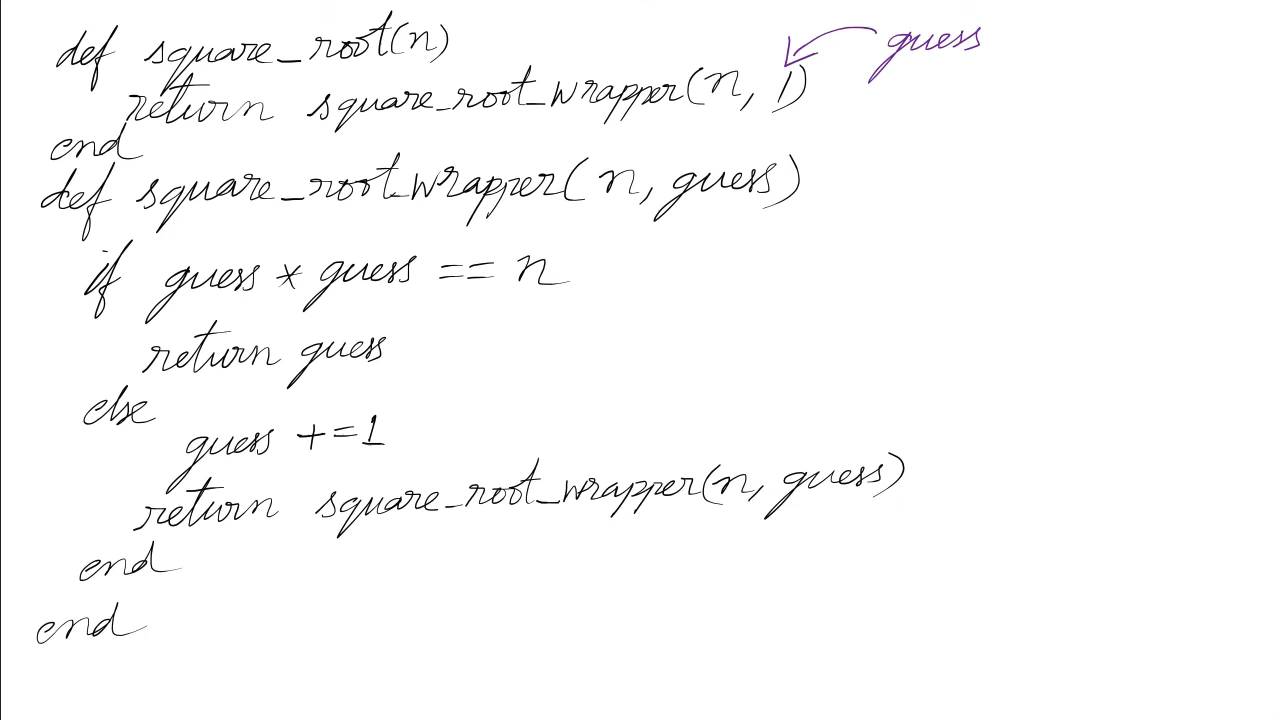 def square_root(n)
guess
return square_root_wrapper(n, 1)
end
def square_root_wrapper(n, guess)
if guess * guess == n
return guess
else
guess +=1
return square_root_wrapper(n, guess)
end
end